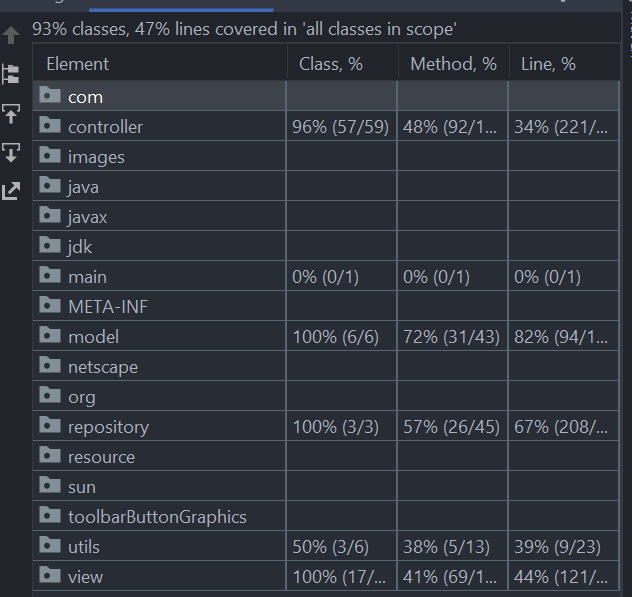 93% classes, 47% lines covered in 'all classes in scope'
Element Class, % Method, % Line, %
com
controller 96% (57/59) 48% (92/1... 34% (221/...
images
java
javax
jdk
main 0% (0/1) 0% (0/1) 0% (0/1)
META-INF
model 100% (6/6) 72% (31/43) 82% (94/1...
netscape
org
repository 100% (3/3) 57% (26/45) 67% (208/...
resource
sun
toolbarButtonGraphics
utils 50% (3/6) 38% (5/13) 39% (9/23)
view 100% (17/... 41% (69/1... 44% (121/...